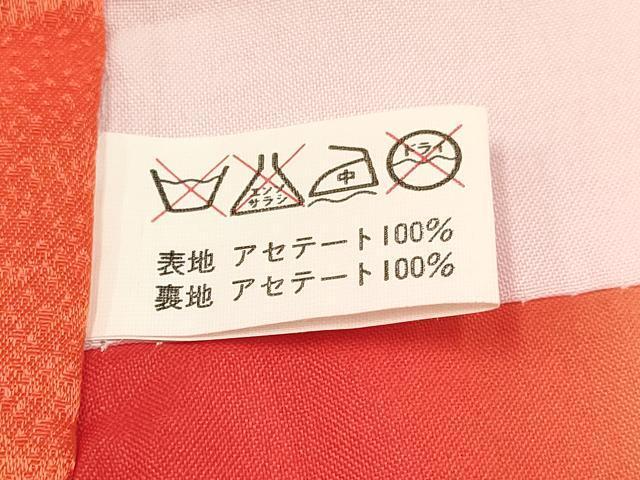 エンソ
サラシ
中
ドライ
表地 アセテート100%
裏地 アセテート100%